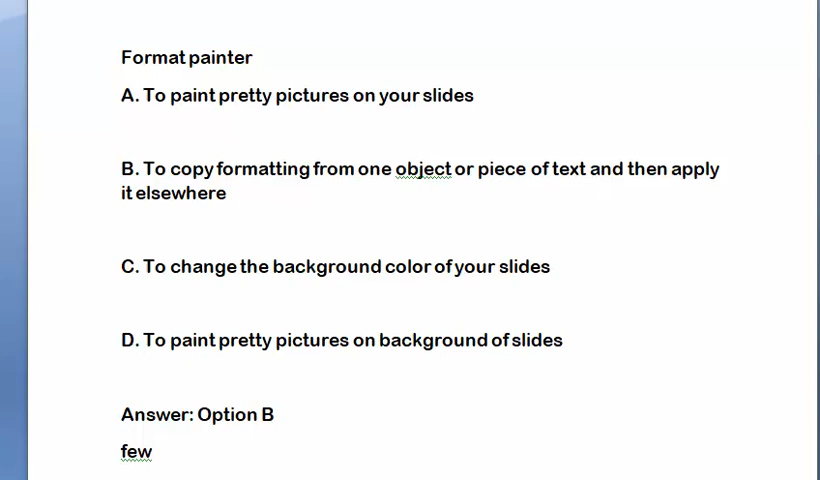 Format painter
A. To paint pretty pictures on your slides
B. To copy formatting from one object or piece of text and then apply
it elsewhere
C. To change the background color of your slides
D. To paint pretty pictures on background of slides
Answer: Option B
few